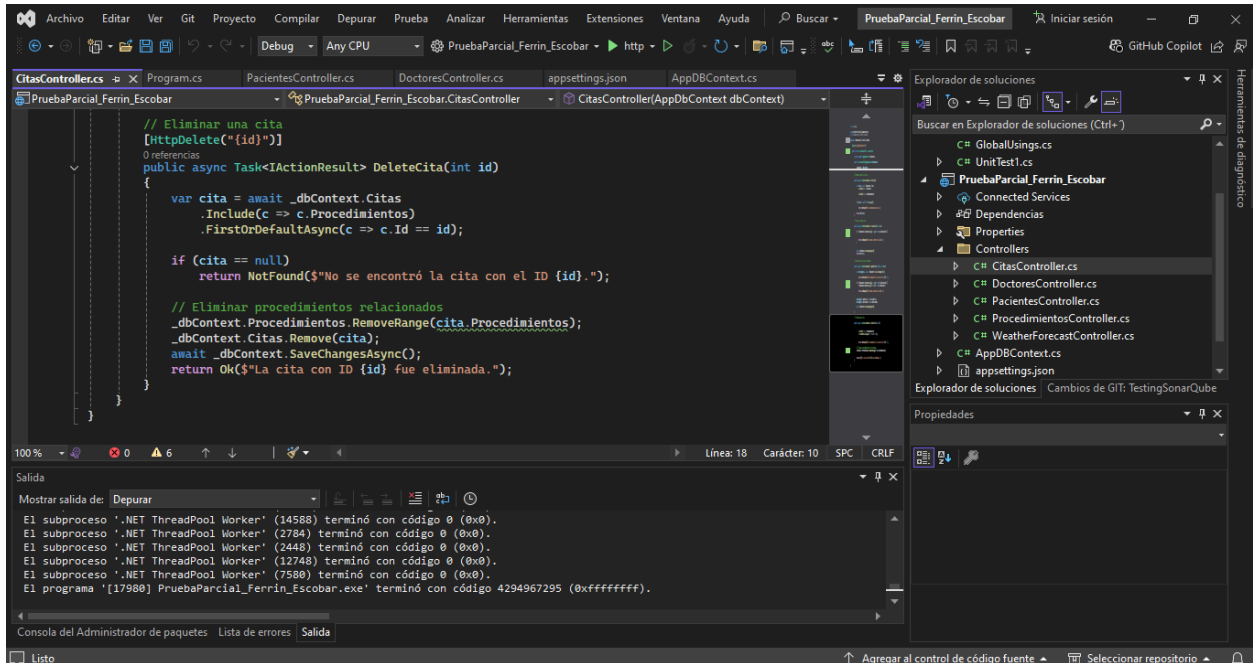 Archivo Editar Ver Git Proyecto Compilar Depurar Prueba Analizar Herramientas Extensiones Ventana Ayuda Buscar PruebaParcial_Ferrin_Escobar Iniciar sesión
Debug Any CPU PruebaParcial_Ferrin_Escobar http GitHub Copilot
CitasController.cs Program.cs PacientesController.cs DoctoresController.cs appsettings.json AppDBContext.cs
PruebaParcial_Ferrin_Escobar PruebaParcial_Ferrin_Escobar.CitasController CitasController(AppDbContext dbContext)
// Eliminar una cita
[HttpDelete("{id}")]
0 referencias
public async Task<IActionResult> DeleteCita(int id)
{
var cita = await _dbContext.Citas
.Include(c => c.Procedimientos)
.FirstOrDefaultAsync(c => c.Id == id);
if (cita == null)
return NotFound($"No se encontró la cita con el ID {id}.");
// Eliminar procedimientos relacionados
_dbContext.Procedimientos.RemoveRange(cita.Procedimientos);
_dbContext.Citas.Remove(cita);
await _dbContext.SaveChangesAsync();
return Ok($"La cita con ID {id} fue eliminada.");
}
}
}
100 % 0 6 Línea: 18 Carácter: 10 SPC CRLF
Salida
Mostrar salida de: Depurar
El subproceso '.NET ThreadPool Worker' (14588) terminó con código 0 (0x0).
El subproceso '.NET ThreadPool Worker' (2784) terminó con código 0 (0x0).
El subproceso '.NET ThreadPool Worker' (2448) terminó con código 0 (0x0).
El subproceso '.NET ThreadPool Worker' (12748) terminó con código 0 (0x0).
El subproceso '.NET ThreadPool Worker' (7580) terminó con código 0 (0x0).
El programa '[17980] PruebaParcial_Ferrin_Escobar.exe' terminó con código 4294967295 (0xffffffff).
Consola del Administrador de paquetes Lista de errores Salida
Explorador de soluciones
Buscar en Explorador de soluciones (Ctrl+´)
C# GlobalUsings.cs
C# UnitTest1.cs
PruebaParcial_Ferrin_Escobar
Connected Services
Dependencias
Properties
Controllers
C# CitasController.cs
C# DoctoresController.cs
C# PacientesController.cs
C# ProcedimientosController.cs
C# WeatherForecastController.cs
C# AppDBContext.cs
appsettings.json
Explorador de soluciones Cambios de GIT: TestingSonarQube
Propiedades
Herramientas de diagnóstico
Listo Agregar al control de código fuente Seleccionar repositorio